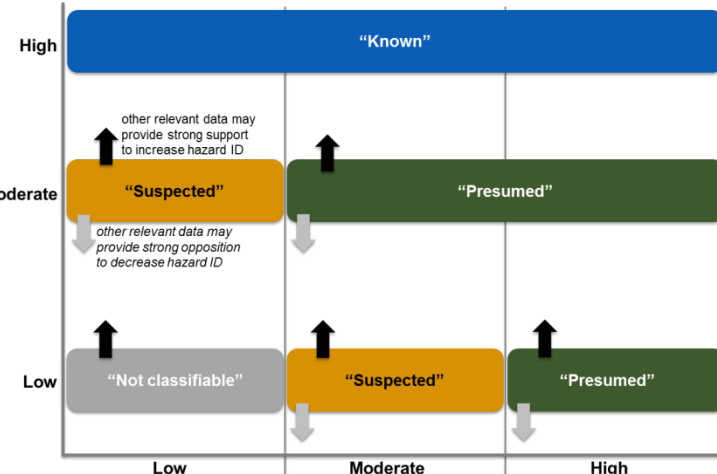 High
“Known”
other relevant data may
provide strong support
to increase hazard ID
oderate
“Suspected”
“Presumed”
other relevant data may
provide strong opposition
to decrease hazard ID
Low
“Not classifiable”
“Suspected”
“Presumed”
Low
Moderate
High